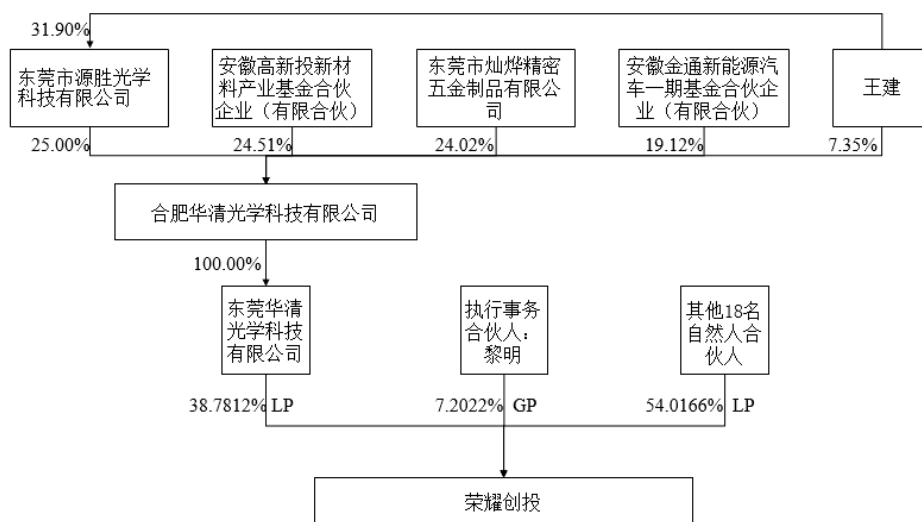 31.90%
东莞市源胜光学
科技有限公司
安徽高新投新材
料产业基金合伙
企业（有限合伙）
东莞市灿烨精密
五金制品有限公
司
安徽金通新能源汽
车一期基金合伙企
业（有限合伙）
王建
25.00%
24.51%
24.02%
19.12%
7.35%
合肥华清光学科技有限公司
100.00%
东莞华清
光学科技
有限公司
执行事务
合伙人：
黎明
其他18名
自然人合
伙人
38.7812% LP
7.2022% GP
54.0166% LP
荣耀创投